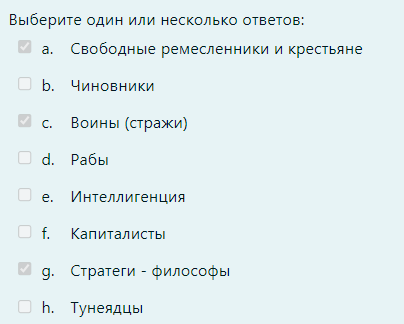 Выберите один или несколько ответов:
a. Свободные ремесленники и крестьяне
b. Чиновники
c. Воины (стражи)
d. Рабы
e. Интеллигенция
f. Капиталисты
g. Стратеги - философы
h. Тунеядцы